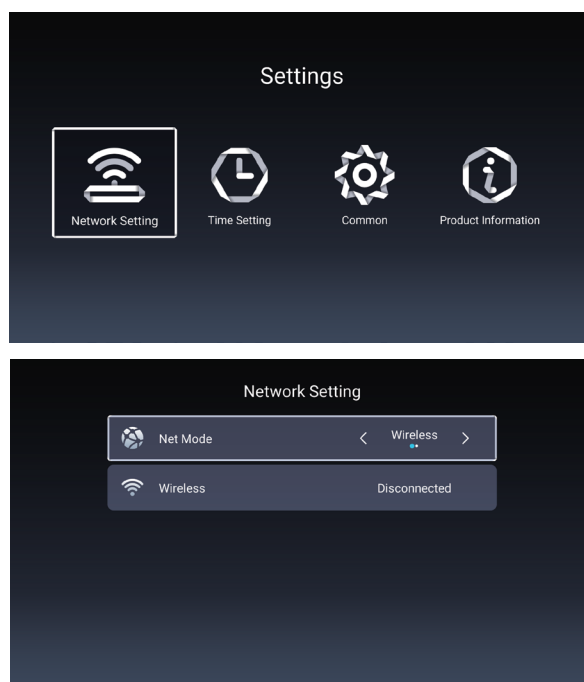 Settings
Network Setting
Time Setting
Common
Product Information
Network Setting
Net Mode
Wireless
Wireless
Disconnected